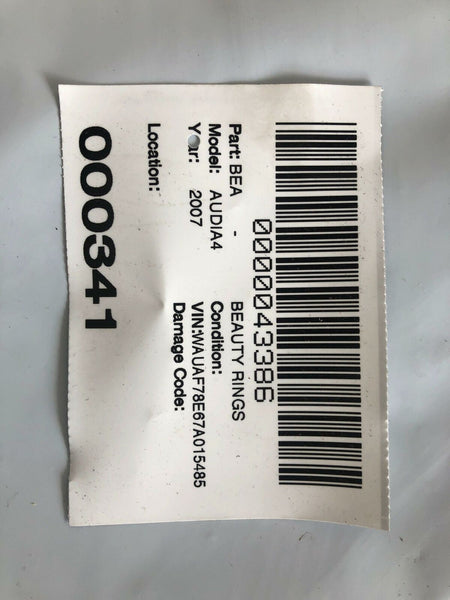 0000043386
Part: BEA - BEAUTY RINGS
Model: AUDIA4 Condition:
Year: 2007 VIN:WAUAF78E67A015485
Damage Code:
Location:
000341